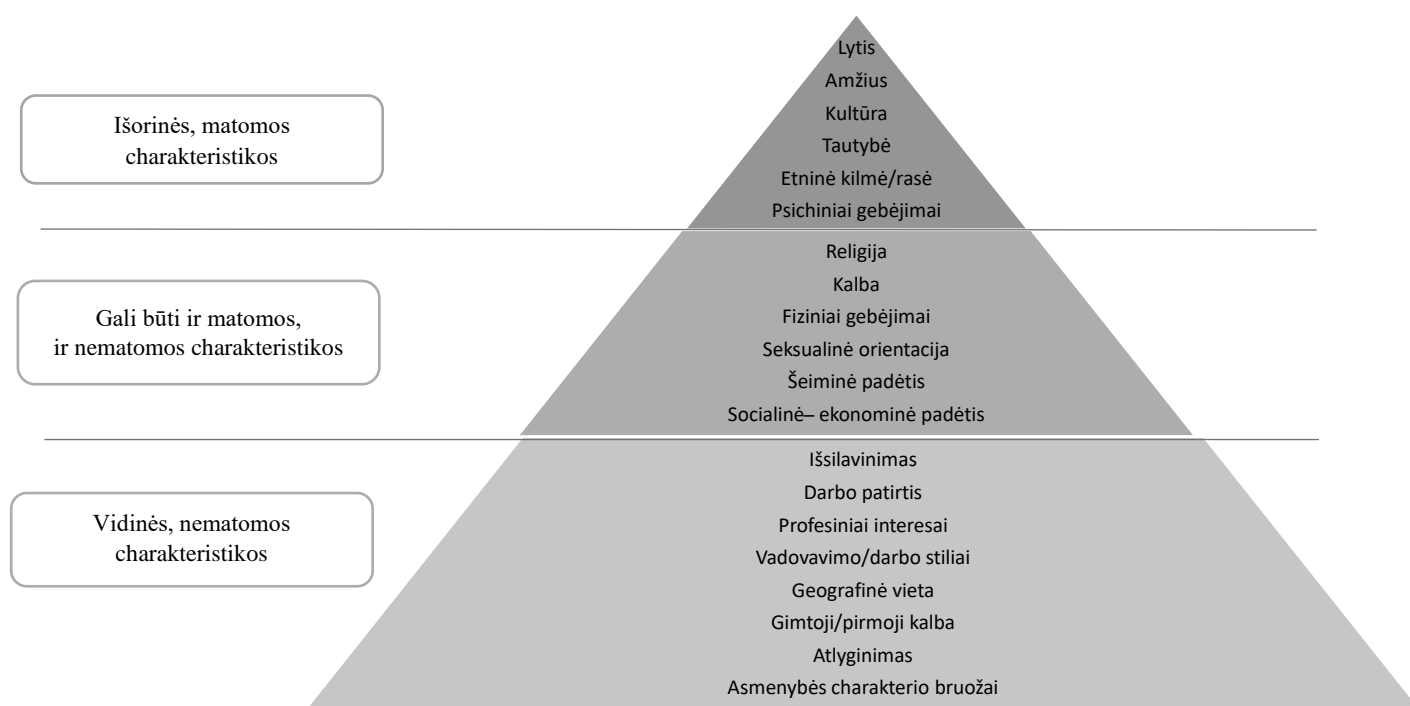 Lytis
Amžius
Kultūra
Tautybė
Etninė kilmė/rasė
Psichiniai gebėjimai
Išorinės, matomos
charakteristikos
Religija
Kalba
Fiziniai gebėjimai
Seksualinė orientacija
Šeiminė padėtis
Socialinė– ekonominė padėtis
Gali būti ir matomos,
ir nematomos charakteristikos
Išsilavinimas
Darbo patirtis
Profesiniai interesai
Vadovavimo/darbo stiliai
Geografinė vieta
Gimtoji/pirmoji kalba
Atlyginimas
Asmenybės charakterio bruožai
Vidinės, nematomos
charakteristikos